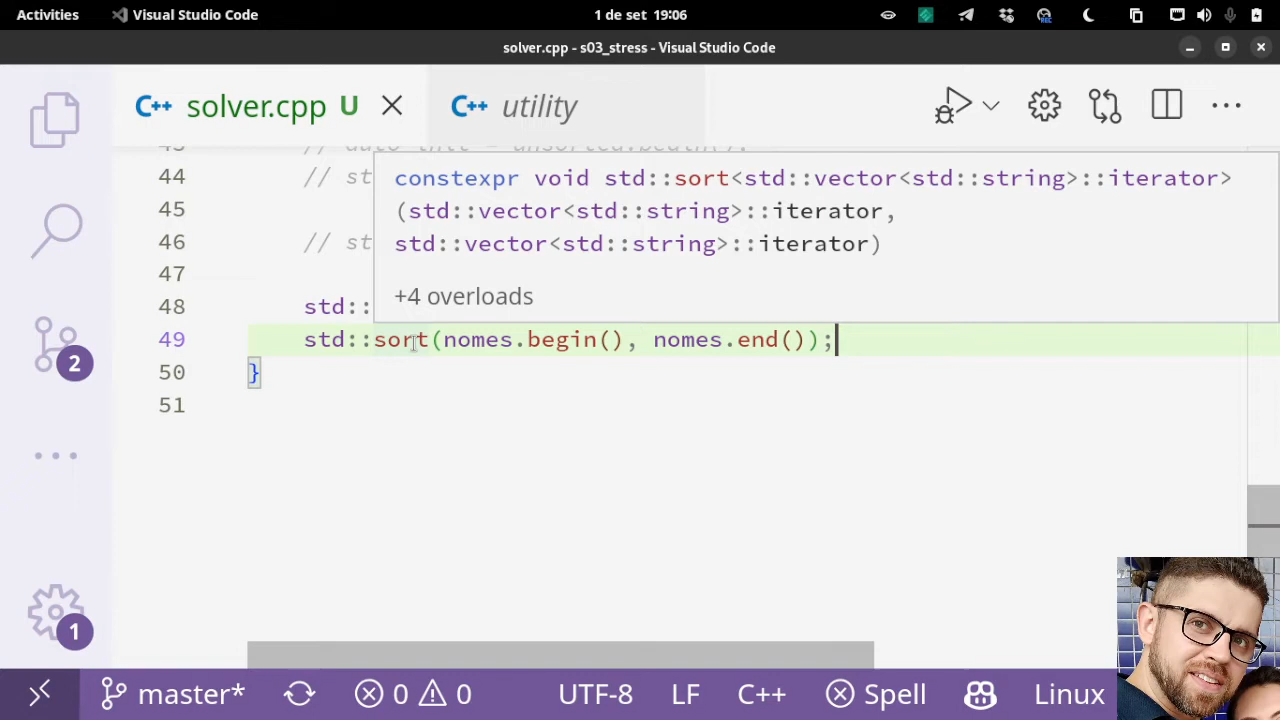 Activities Visual Studio Code 1 de set 19:06
solver.cpp - s03_stress - Visual Studio Code
C++ solver.cpp U C++ utility
44 // st
45
46 // st
47
48 std::
49 std::sort(nomes.begin(), nomes.end());
50 }
51
constexpr void std::sort<std::vector<std::string>::iterator>
(std::vector<std::string>::iterator,
std::vector<std::string>::iterator)
+4 overloads
2
1
master* 0 0 UTF-8 LF C++ Spell Linux